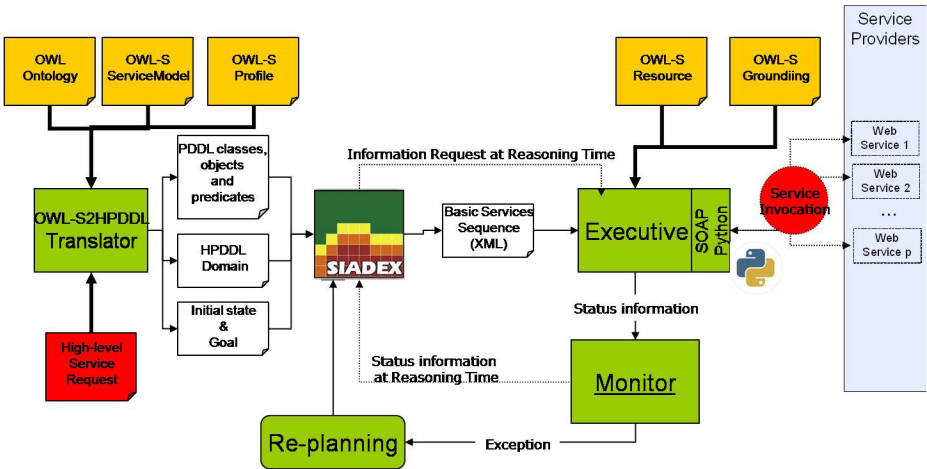 Service
Providers
OWL
Ontology
OWL-S
ServiceModel
OWL-S
Profile
OWL-S
Resource
OWL-S
Groundiing
PDDL classes,
objects
and
predicates
Information Request at Reasoning Time
Web
Service 1
Web
Service 2
...
Web
Service p
Service
Invocation
OWL-S2HPDDL
Translator
HPDDL
Domain
SIADEX
Basic Services
Sequence
(XML)
Executive
SOAP
Python
Initial state
&
Goal
Status information
High-level
Service
Request
Status information
at Reasoning Time
Monitor
Re-planning
Exception